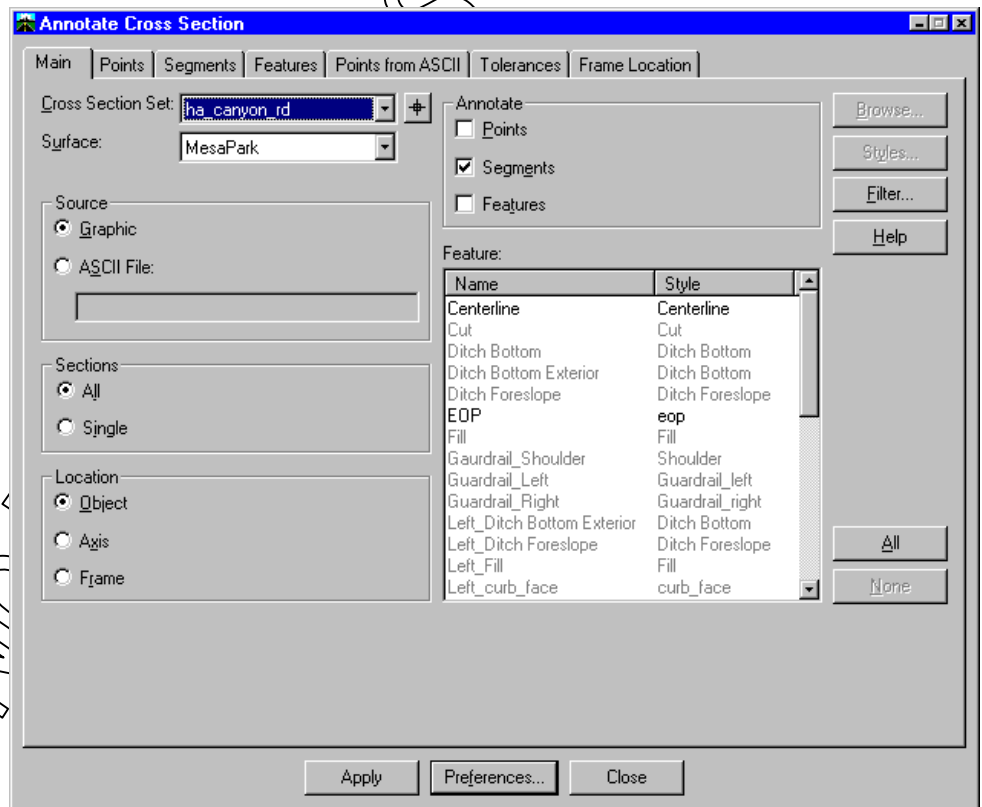 Annotate Cross Section
Main Points Segments Features Points from ASCII Tolerances Frame Location
Cross Section Set: ha_canyon_rd
Surface: MesaPark
Source
Graphic
ASCII File:
Sections
All
Single
Location
Object
Axis
Frame
Annotate
Points
Segments
Features
Feature:
Name Style
Centerline Centerline
Cut Cut
Ditch Bottom Ditch Bottom
Ditch Bottom Exterior Ditch Bottom
Ditch Foreslope Ditch Foreslope
EOP eop
Fill Fill
Gaurdrail_Shoulder Shoulder
Guardrail_Left Guardrail_left
Guardrail_Right Guardrail_right
Left_Ditch Bottom Exterior Ditch Bottom
Left_Ditch Foreslope Ditch Foreslope
Left_Fill Fill
Left_curb_face curb_face
Browse...
Styles...
Filter...
Help
All
None
Apply Preferences... Close